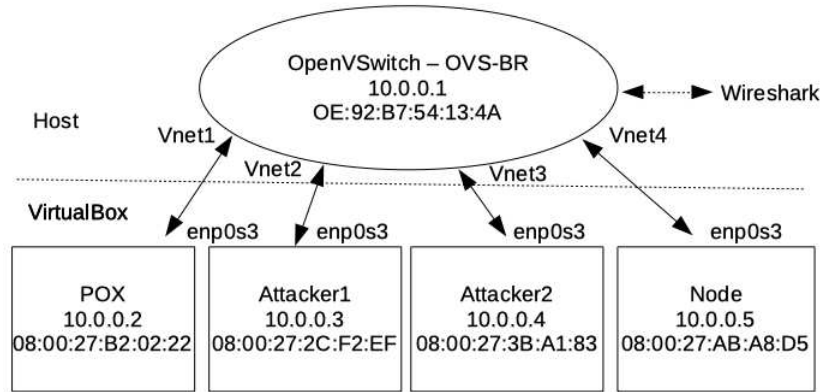 OpenVSwitch – OVS-BR
10.0.0.1
OE:92:B7:54:13:4A
Wireshark
Host
Vnet1
Vnet2
Vnet3
Vnet4
VirtualBox
enp0s3
enp0s3
enp0s3
enp0s3
POX
10.0.0.2
08:00:27:B2:02:22
Attacker1
10.0.0.3
08:00:27:2C:F2:EF
Attacker2
10.0.0.4
08:00:27:3B:A1:83
Node
10.0.0.5
08:00:27:AB:A8:D5